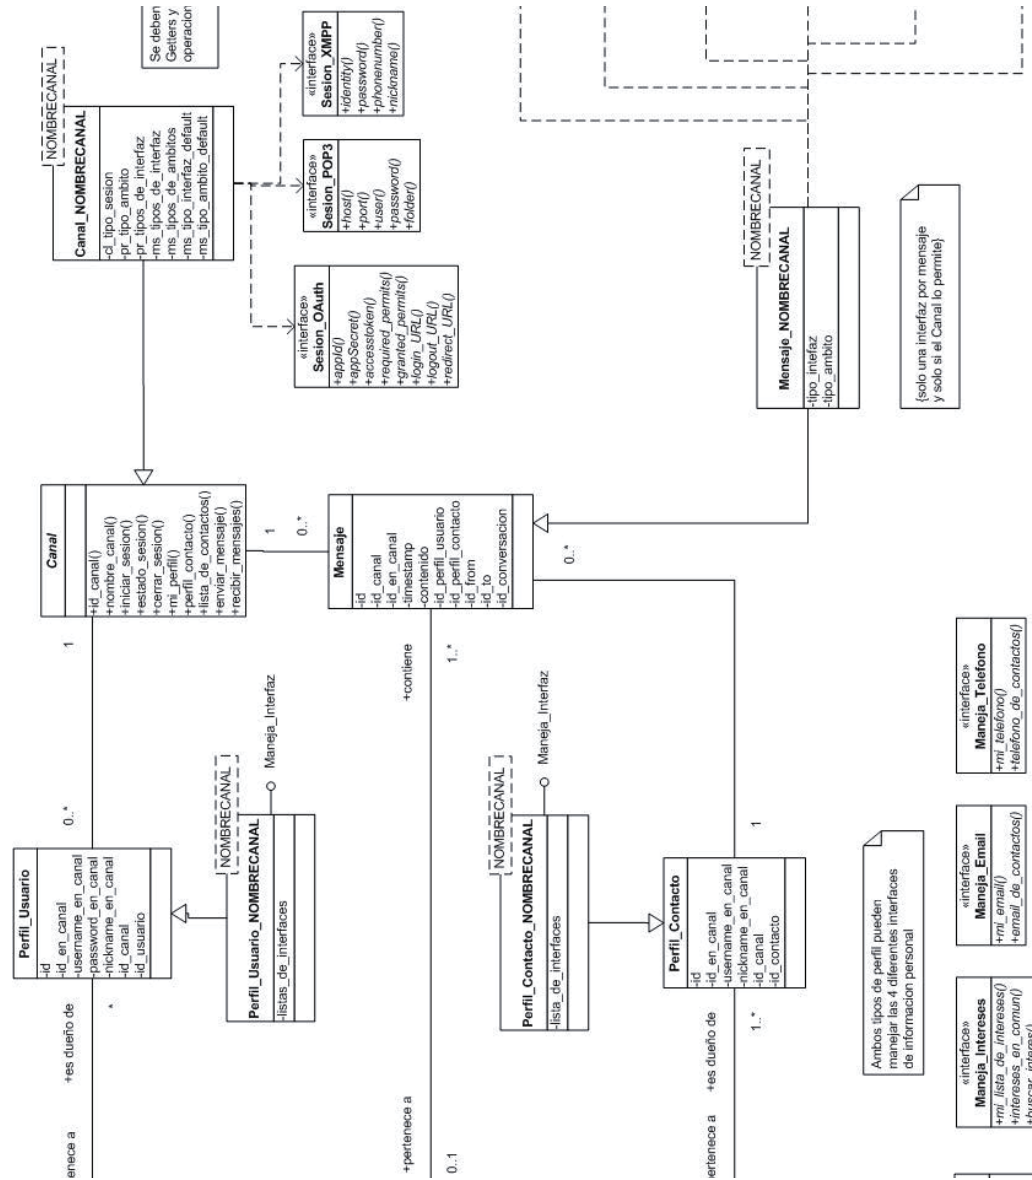 Se deben
Getters y
operacion
NOMBRECANAL
Canal_NOMBRECANAL
-cl_tipo_sesion
-pr_tipo_ambito
-pr_tipos_de_interfaz
-ms_tipos_de_interfaz
-ms_tipos_de_ambitos
-ms_tipo_interfaz_default
-ms_tipo_ambito_default
«interface»
Sesion_XMPP
+identity()
+password()
+phonenumber()
+nickname()
«interface»
Sesion_POP3
+host()
+port()
+user()
+password()
+folder()
«interface»
Sesion_OAuth
+appId()
+appSecret()
+accesstoken()
+required_permits()
+granted_permits()
+login_URL()
+logout_URL()
+redirect_URL()
NOMBRECANAL
Mensaje_NOMBRECANAL
-tipo_intefaz
-tipo_ambito
{solo una interfaz por mensaje
y solo si el Canal lo permite}
Canal
+id_canal()
+nombre_canal()
+iniciar_sesion()
+estado_sesion()
+cerrar_sesion()
+mi_perfil()
+perfil_contacto()
+lista_de_contactos()
+enviar_mensaje()
+recibir_mensajes()
1
0..*
Mensaje
-id
-id_canal
-id_en_canal
-timestamp
-contenido
-id_perfil_usuario
-id_perfil_contacto
-id_from
-id_to
-id_conversacion
0..*
1
0..*
+contiene
1..*
Perfil_Usuario
-id
-id_en_canal
-username_en_canal
-password_en_canal
-nickname_en_canal
-id_canal
-id_usuario
NOMBRECANAL
Perfil_Usuario_NOMBRECANAL
-listas_de_interfaces
Maneja_Interfaz
NOMBRECANAL
Perfil_Contacto_NOMBRECANAL
-lista_de_interfaces
Maneja_Interfaz
Perfil_Contacto
-id
-id_en_canal
-username_en_canal
-nickname_en_canal
-id_canal
-id_contacto
1
+es dueño de
*
enece a
+pertenece a
0..1
+es dueño de
1..*
ertenece a
Ambos tipos de perfil pueden
manejar las 4 diferentes interfaces
de informacion personal
«interface»
Maneja_Telefono
+mi_telefono()
+telefono_de_contactos()
«interface»
Maneja_Email
+mi_email()
+email_de_contactos()
«interface»
Maneja_Intereses
+mi_lista_de_intereses()
+intereses_en_comun()
+buscar_interes()